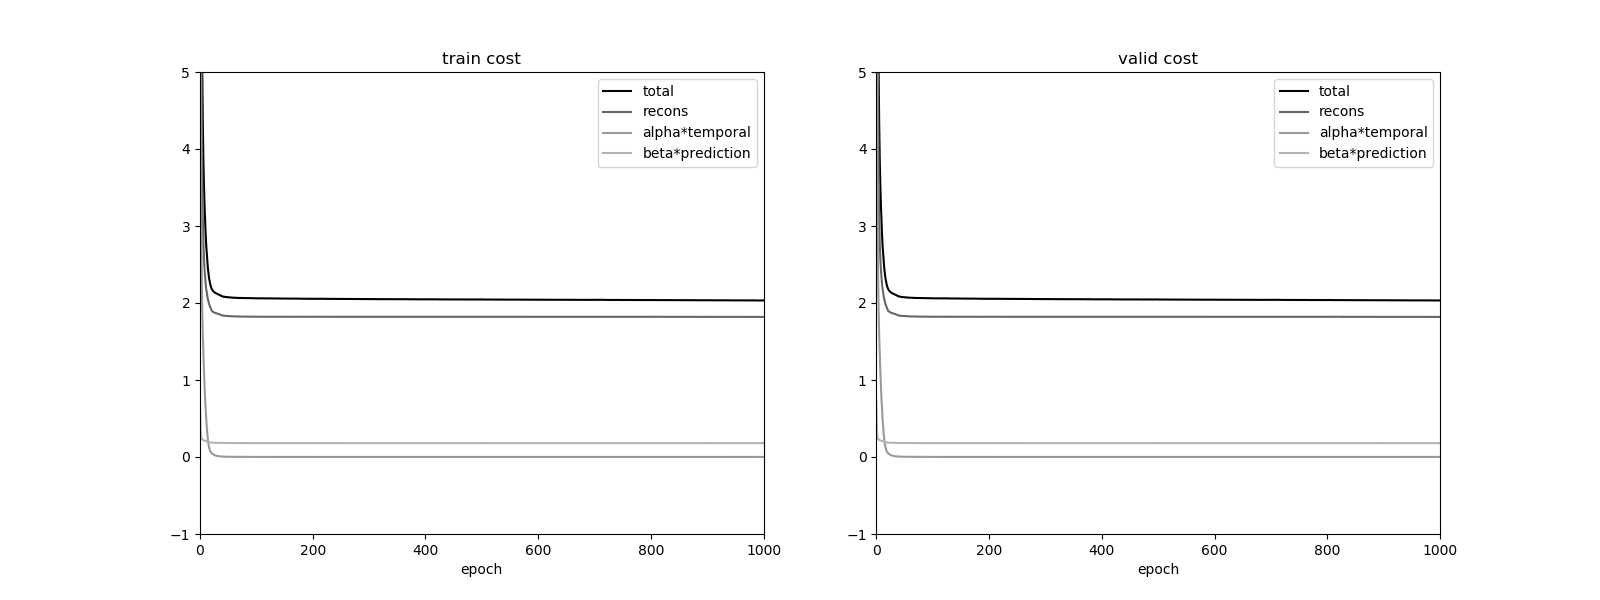 train cost
5
4
3
2
1
0
−1
0 200 400 600 800 1000
epoch
total
recons
alpha*temporal
beta*prediction
valid cost
5
4
3
2
1
0
−1
0 200 400 600 800 1000
epoch
total
recons
alpha*temporal
beta*prediction